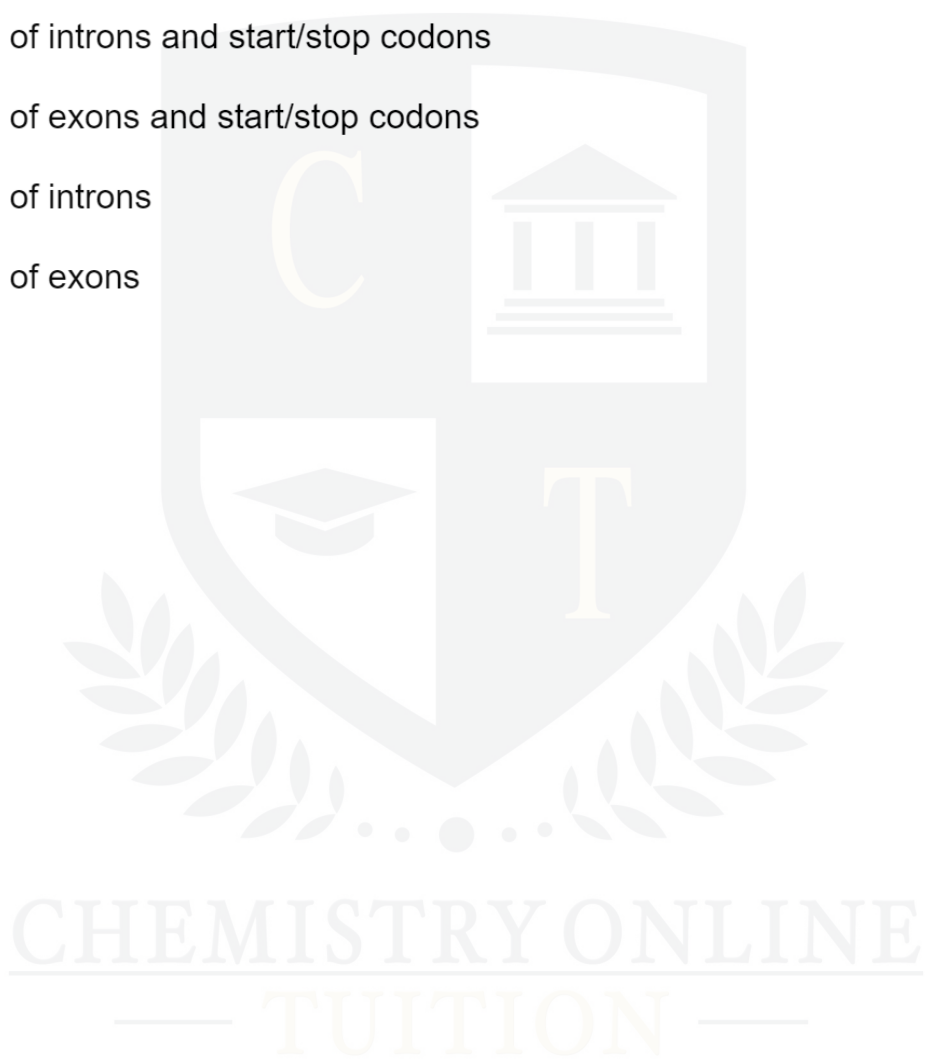 of introns and start/stop codons
of exons and start/stop codons
of introns
of exons
C
T
CHEMISTRY ONLINE
TUITION